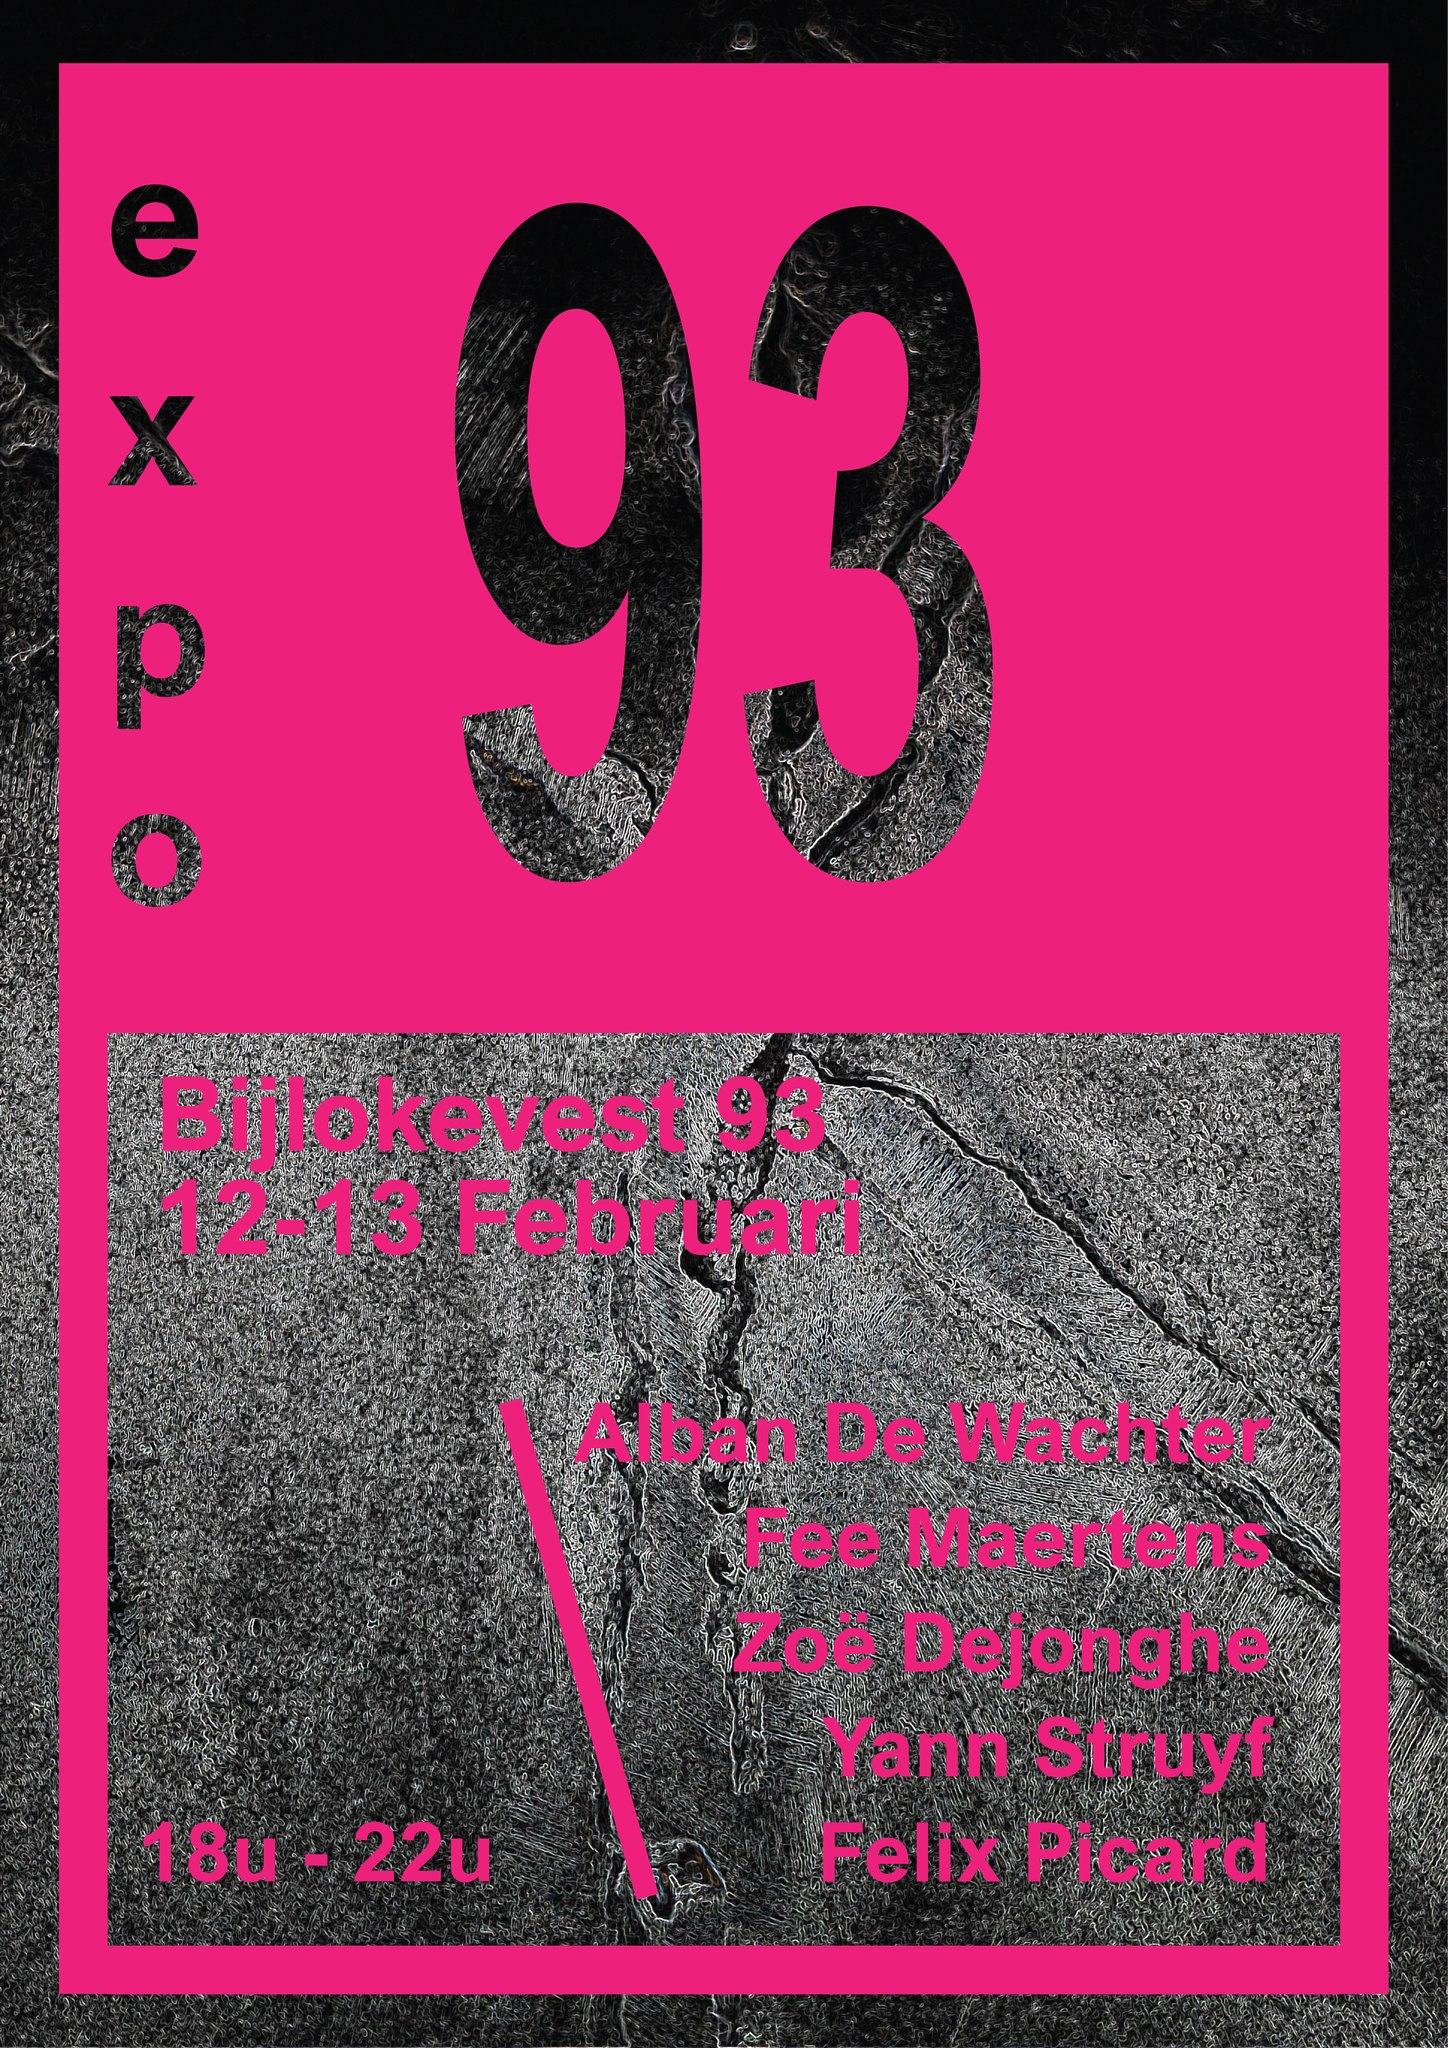 expo
93
Bijlokevest 93
12-13 Februari
Alban De Wachter
Fee Maertens
Zoë Dejonghe
Yann Struyf
Felix Picard
18u - 22u